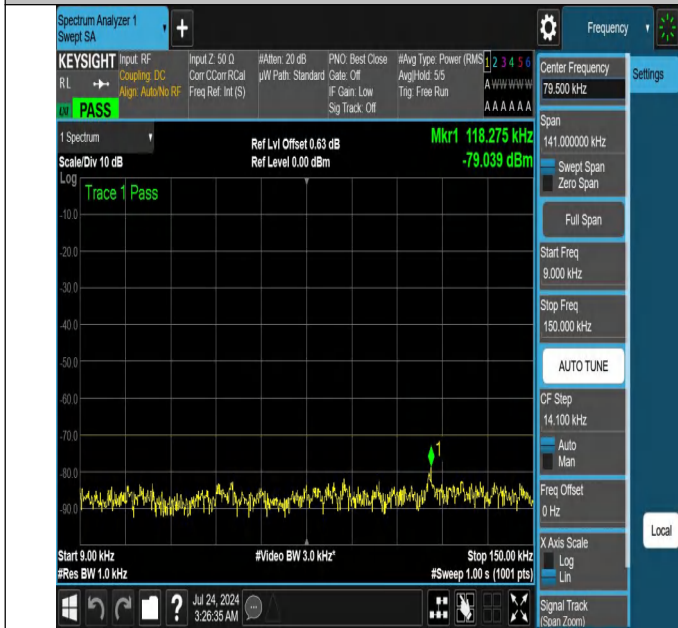 Spectrum Analyzer 1
Swept SA
+
Frequency
KEYSIGHT
RL
LXI
PASS
Input: RF
Coupling: DC
Align: Auto/No RF
Input Z: 50 Ω
Corr CCorr RCal
Freq Ref: Int (S)
#Atten: 20 dB
µW Path: Standard
PNO: Best Close
Gate: Off
IF Gain: Low
Sig Track: Off
#Avg Type: Power (RMS
Avg|Hold: 5/5
Trig: Free Run
1 2 3 4 5 6
A W W W W W
A A A A A A
1 Spectrum
Scale/Div 10 dB
Ref Lvl Offset 0.63 dB
Ref Level 0.00 dBm
Mkr1 118.275 kHz
-79.039 dBm
Log
Trace 1 Pass
-10.0
-20.0
-30.0
-40.0
-50.0
-60.0
-70.0
-80.0
-90.0
1
Start 9.00 kHz
#Res BW 1.0 kHz
#Video BW 3.0 kHz*
Stop 150.00 kHz
#Sweep 1.00 s (1001 pts)
?
Jul 24, 2024
3:26:35 AM
Center Frequency
79.500 kHz
Settings
Span
141.000000 kHz
Swept Span
Zero Span
Full Span
Start Freq
9.000 kHz
Stop Freq
150.000 kHz
AUTO TUNE
CF Step
14.100 kHz
Auto
Man
Freq Offset
0 Hz
Local
X Axis Scale
Log
Lin
Signal Track
(Span Zoom)